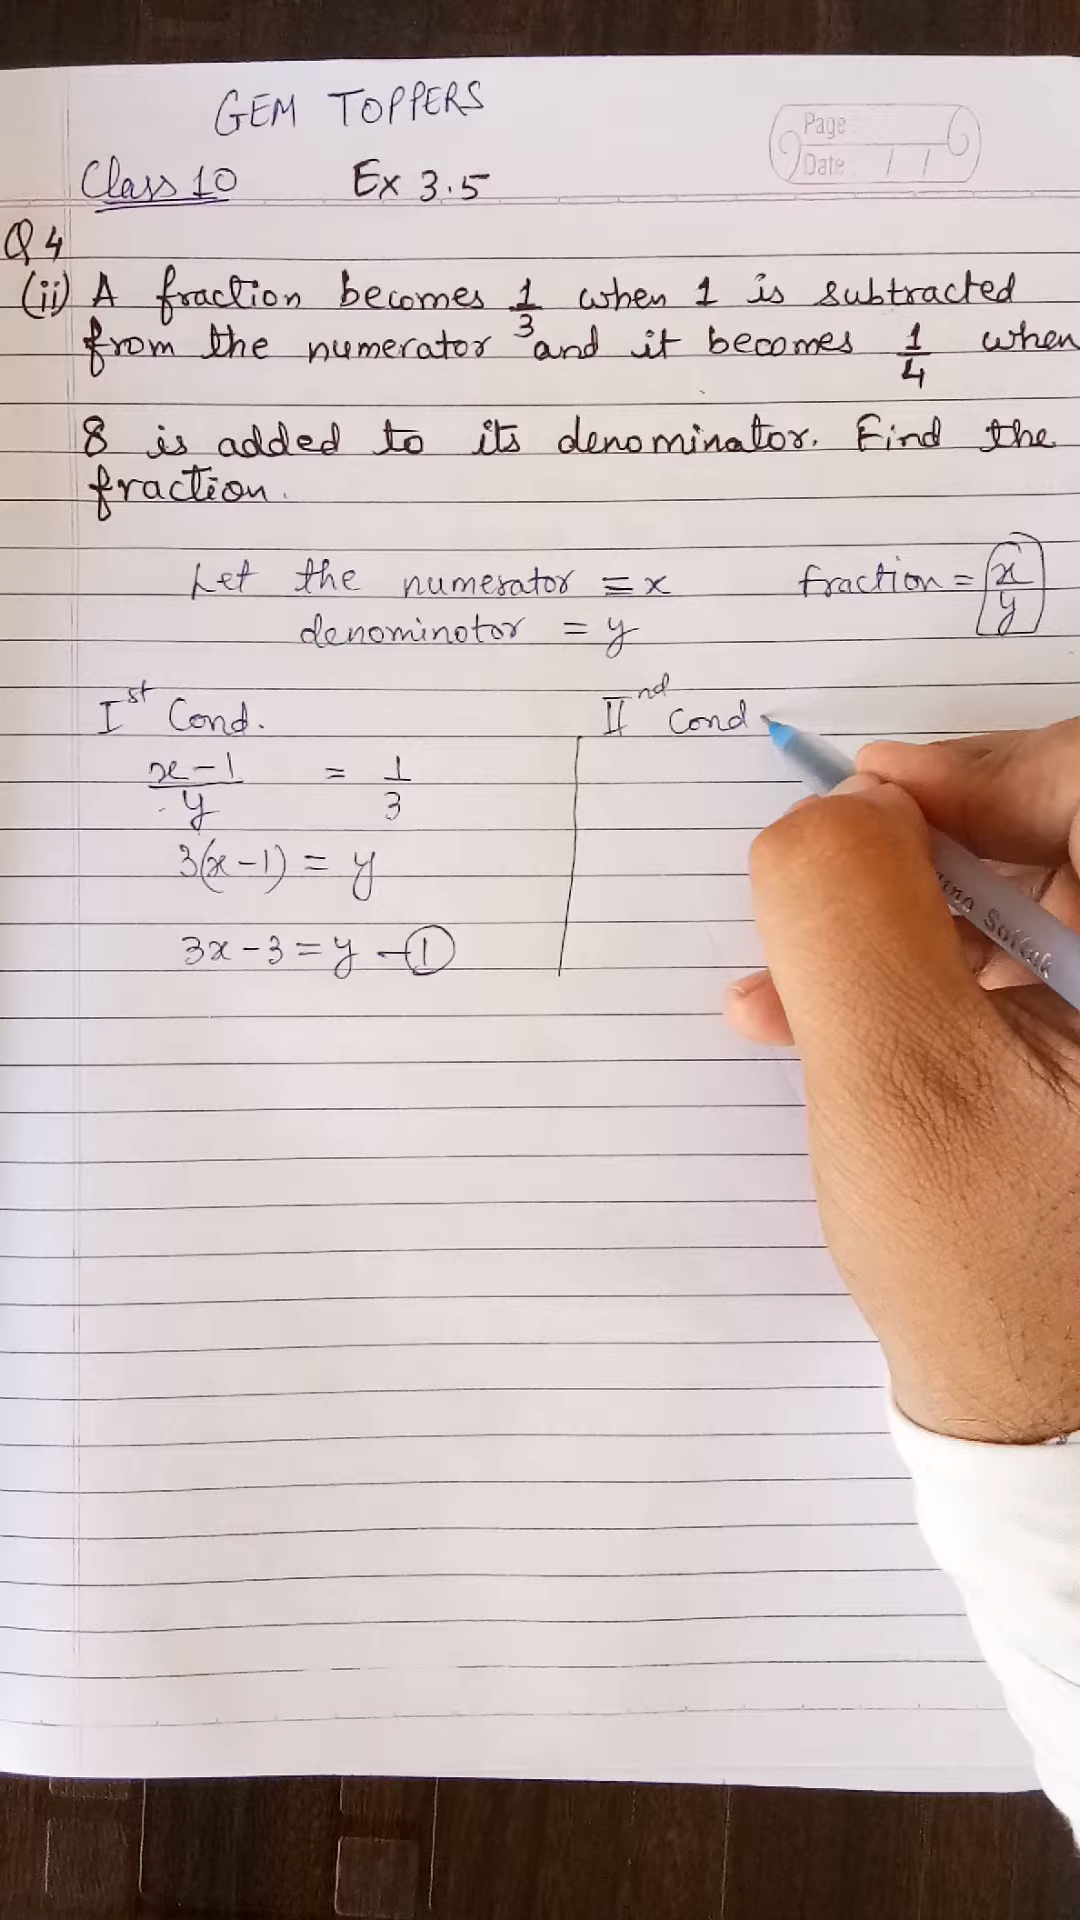 GEM TOPPERS
Page
Date / /
Class 10 Ex 3.5
Q4
(ii) A fraction becomes 1/3 when 1 is subtracted
from the numerator and it becomes 1/4 when
8 is added to its denominator. Find the
fraction.
Let the numerator = x fraction = x/y
denominotor = y
Ist Cond. IInd Cond
x-1/y = 1/3
3(x-1) = y
3x-3 = y —①